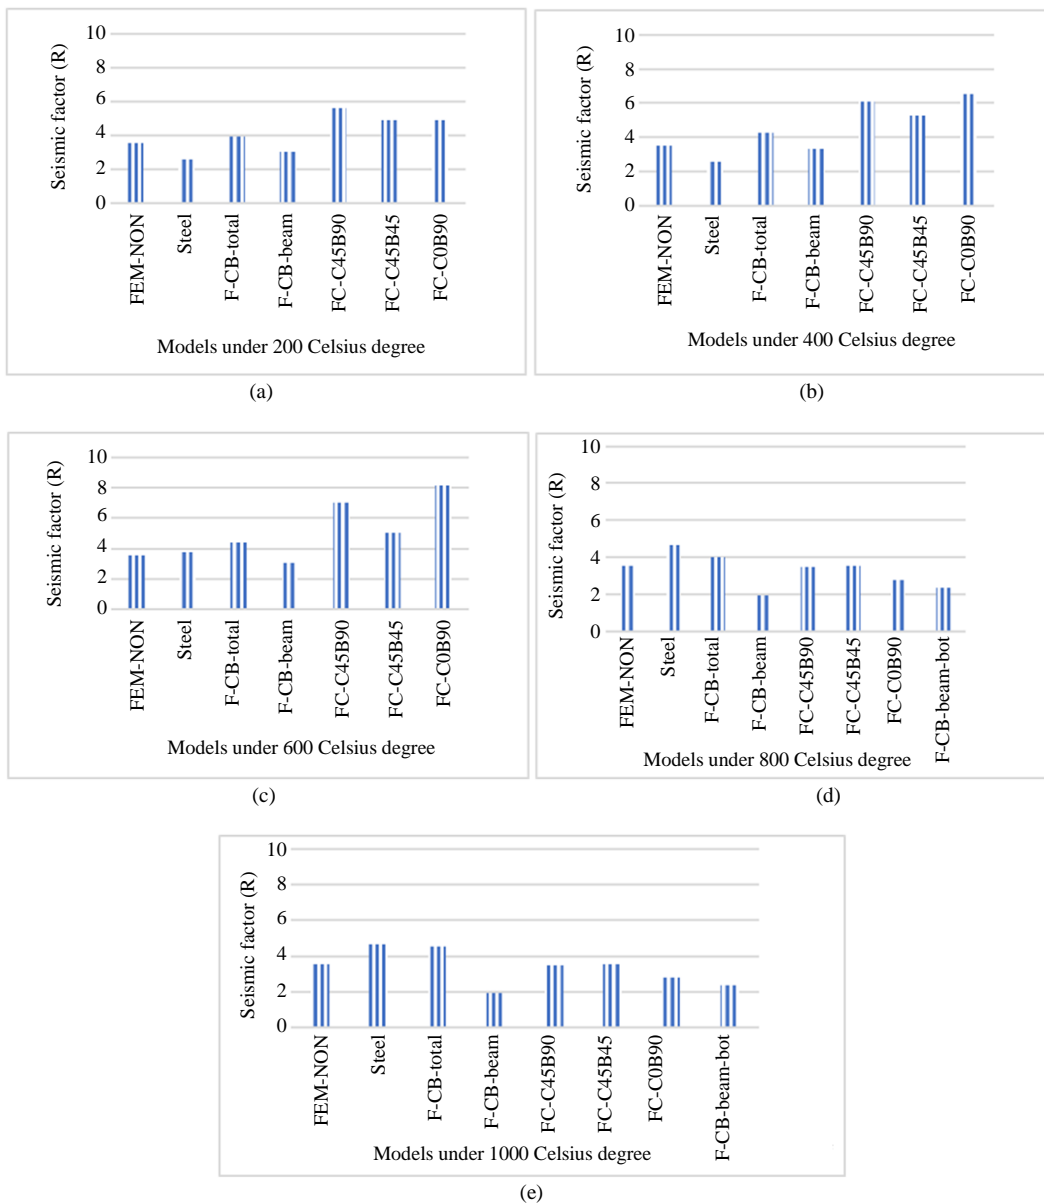 Seismic factor (R)
10
8
6
4
2
0
FEM-NON
Steel
F-CB-total
F-CB-beam
FC-C45B90
FC-C45B45
FC-C0B90
Models under 200 Celsius degree
(a)
Seismic factor (R)
10
8
6
4
2
0
FEM-NON
Steel
F-CB-total
F-CB-beam
FC-C45B90
FC-C45B45
FC-C0B90
Models under 400 Celsius degree
(b)
Seismic factor (R)
10
8
6
4
2
0
FEM-NON
Steel
F-CB-total
F-CB-beam
FC-C45B90
FC-C45B45
FC-C0B90
Models under 600 Celsius degree
(c)
Seismic factor (R)
10
8
6
4
2
0
FEM-NON
Steel
F-CB-total
F-CB-beam
FC-C45B90
FC-C45B45
FC-C0B90
F-CB-beam-bot
Models under 800 Celsius degree
(d)
Seismic factor (R)
10
8
6
4
2
0
FEM-NON
Steel
F-CB-total
F-CB-beam
FC-C45B90
FC-C45B45
FC-C0B90
F-CB-beam-bot
Models under 1000 Celsius degree
(e)